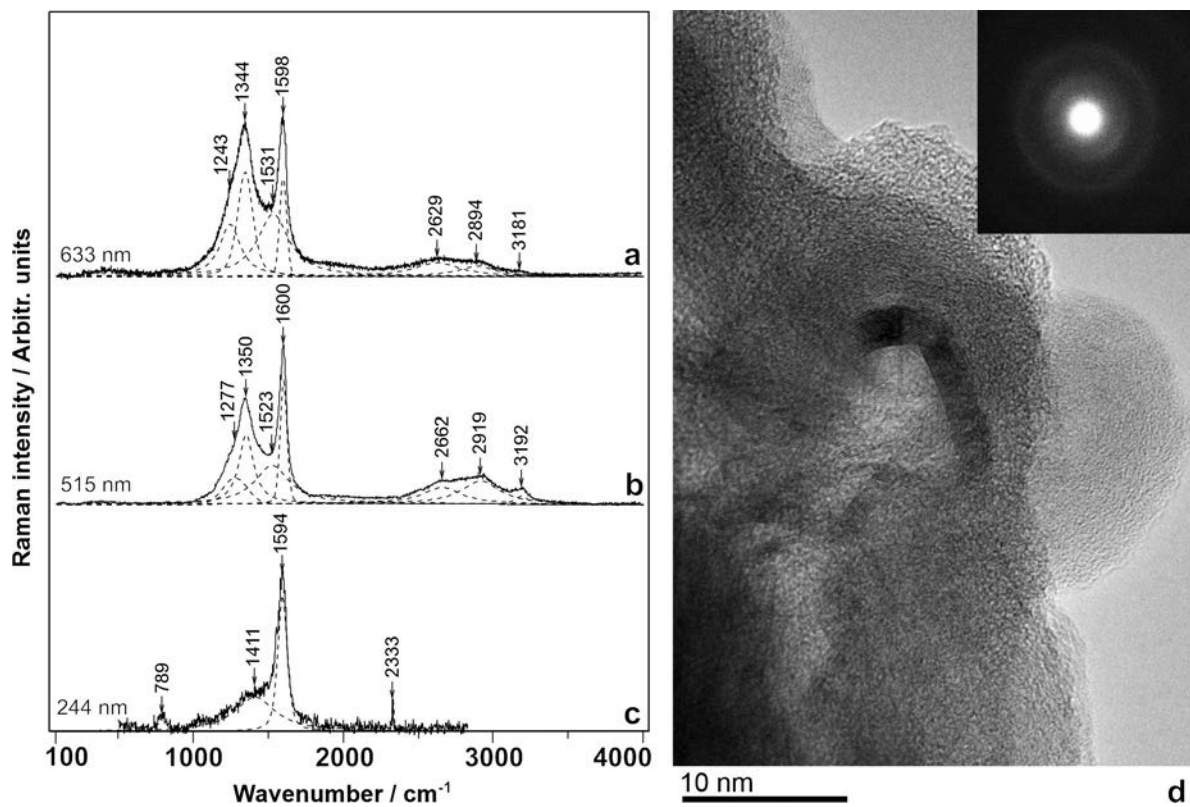 Raman intensity / Arbitr. units
1243
1344
1531
1598
2629
2894
3181
633 nm
a
1277
1350
1523
1600
2662
2919
3192
515 nm
b
789
1411
1594
2333
244 nm
c
100 1000 2000 3000 4000
Wavenumber / cm⁻¹
10 nm
d